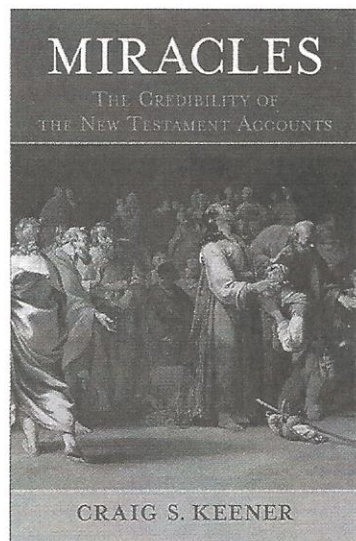 MIRACLES
THE CREDIBILITY OF
THE NEW TESTAMENT ACCOUNTS
CRAIG S. KEENER